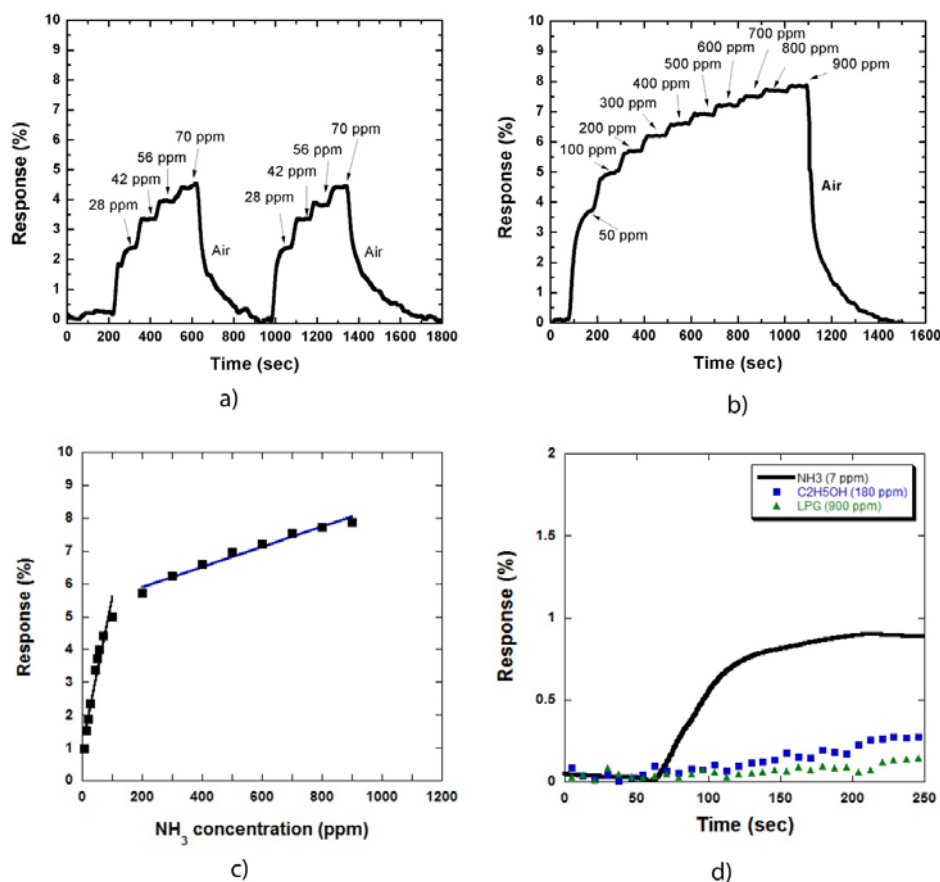 10
9
8
7
6
5
4
3
2
1
0
Response (%)
28 ppm
42 ppm
56 ppm
70 ppm
Air
28 ppm
42 ppm
56 ppm
70 ppm
Air
0 200 400 600 800 1000 1200 1400 1600 1800
Time (sec)
a)
10
9
8
7
6
5
4
3
2
1
0
Response (%)
50 ppm
100 ppm
200 ppm
300 ppm
400 ppm
500 ppm
600 ppm
700 ppm
800 ppm
900 ppm
Air
0 200 400 600 800 1000 1200 1400 1600
Time (sec)
b)
10
9
8
7
6
5
4
3
2
1
0
Response (%)
0 200 400 600 800 1000 1200
NH3 concentration (ppm)
c)
2
1.5
1
0.5
0
Response (%)
NH3 (7 ppm)
C2H5OH (180 ppm)
LPG (900 ppm)
0 50 100 150 200 250
Time (sec)
d)